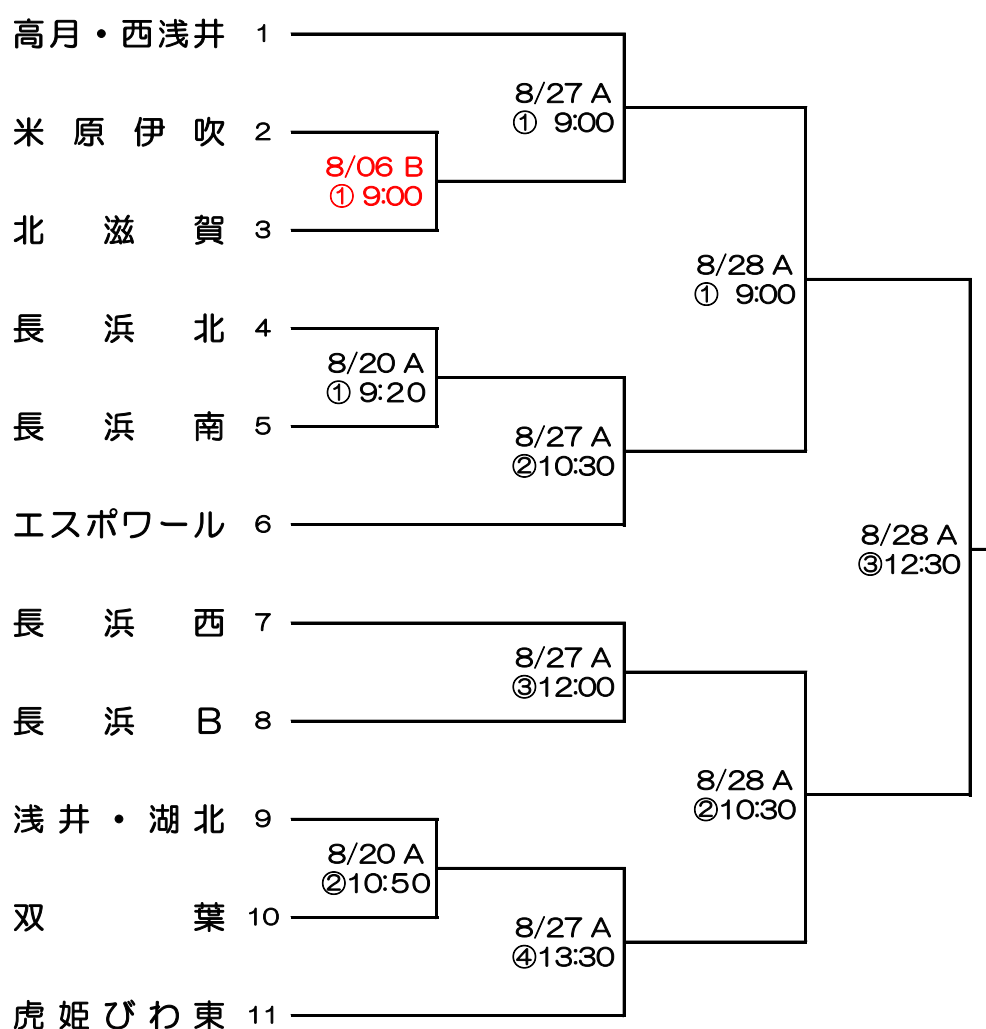 高月・西浅井 1
8/27 A
① 9:00
米原伊吹 2
8/06 B
① 9:00
北滋賀 3
8/28 A
① 9:00
長浜北 4
8/20 A
① 9:20
長浜南 5
8/27 A
②10:30
エスポワール 6
8/28 A
③12:30
長浜西 7
8/27 A
③12:00
長浜B 8
8/28 A
②10:30
浅井・湖北 9
8/20 A
②10:50
双葉 10
8/27 A
④13:30
虎姫びわ東 11